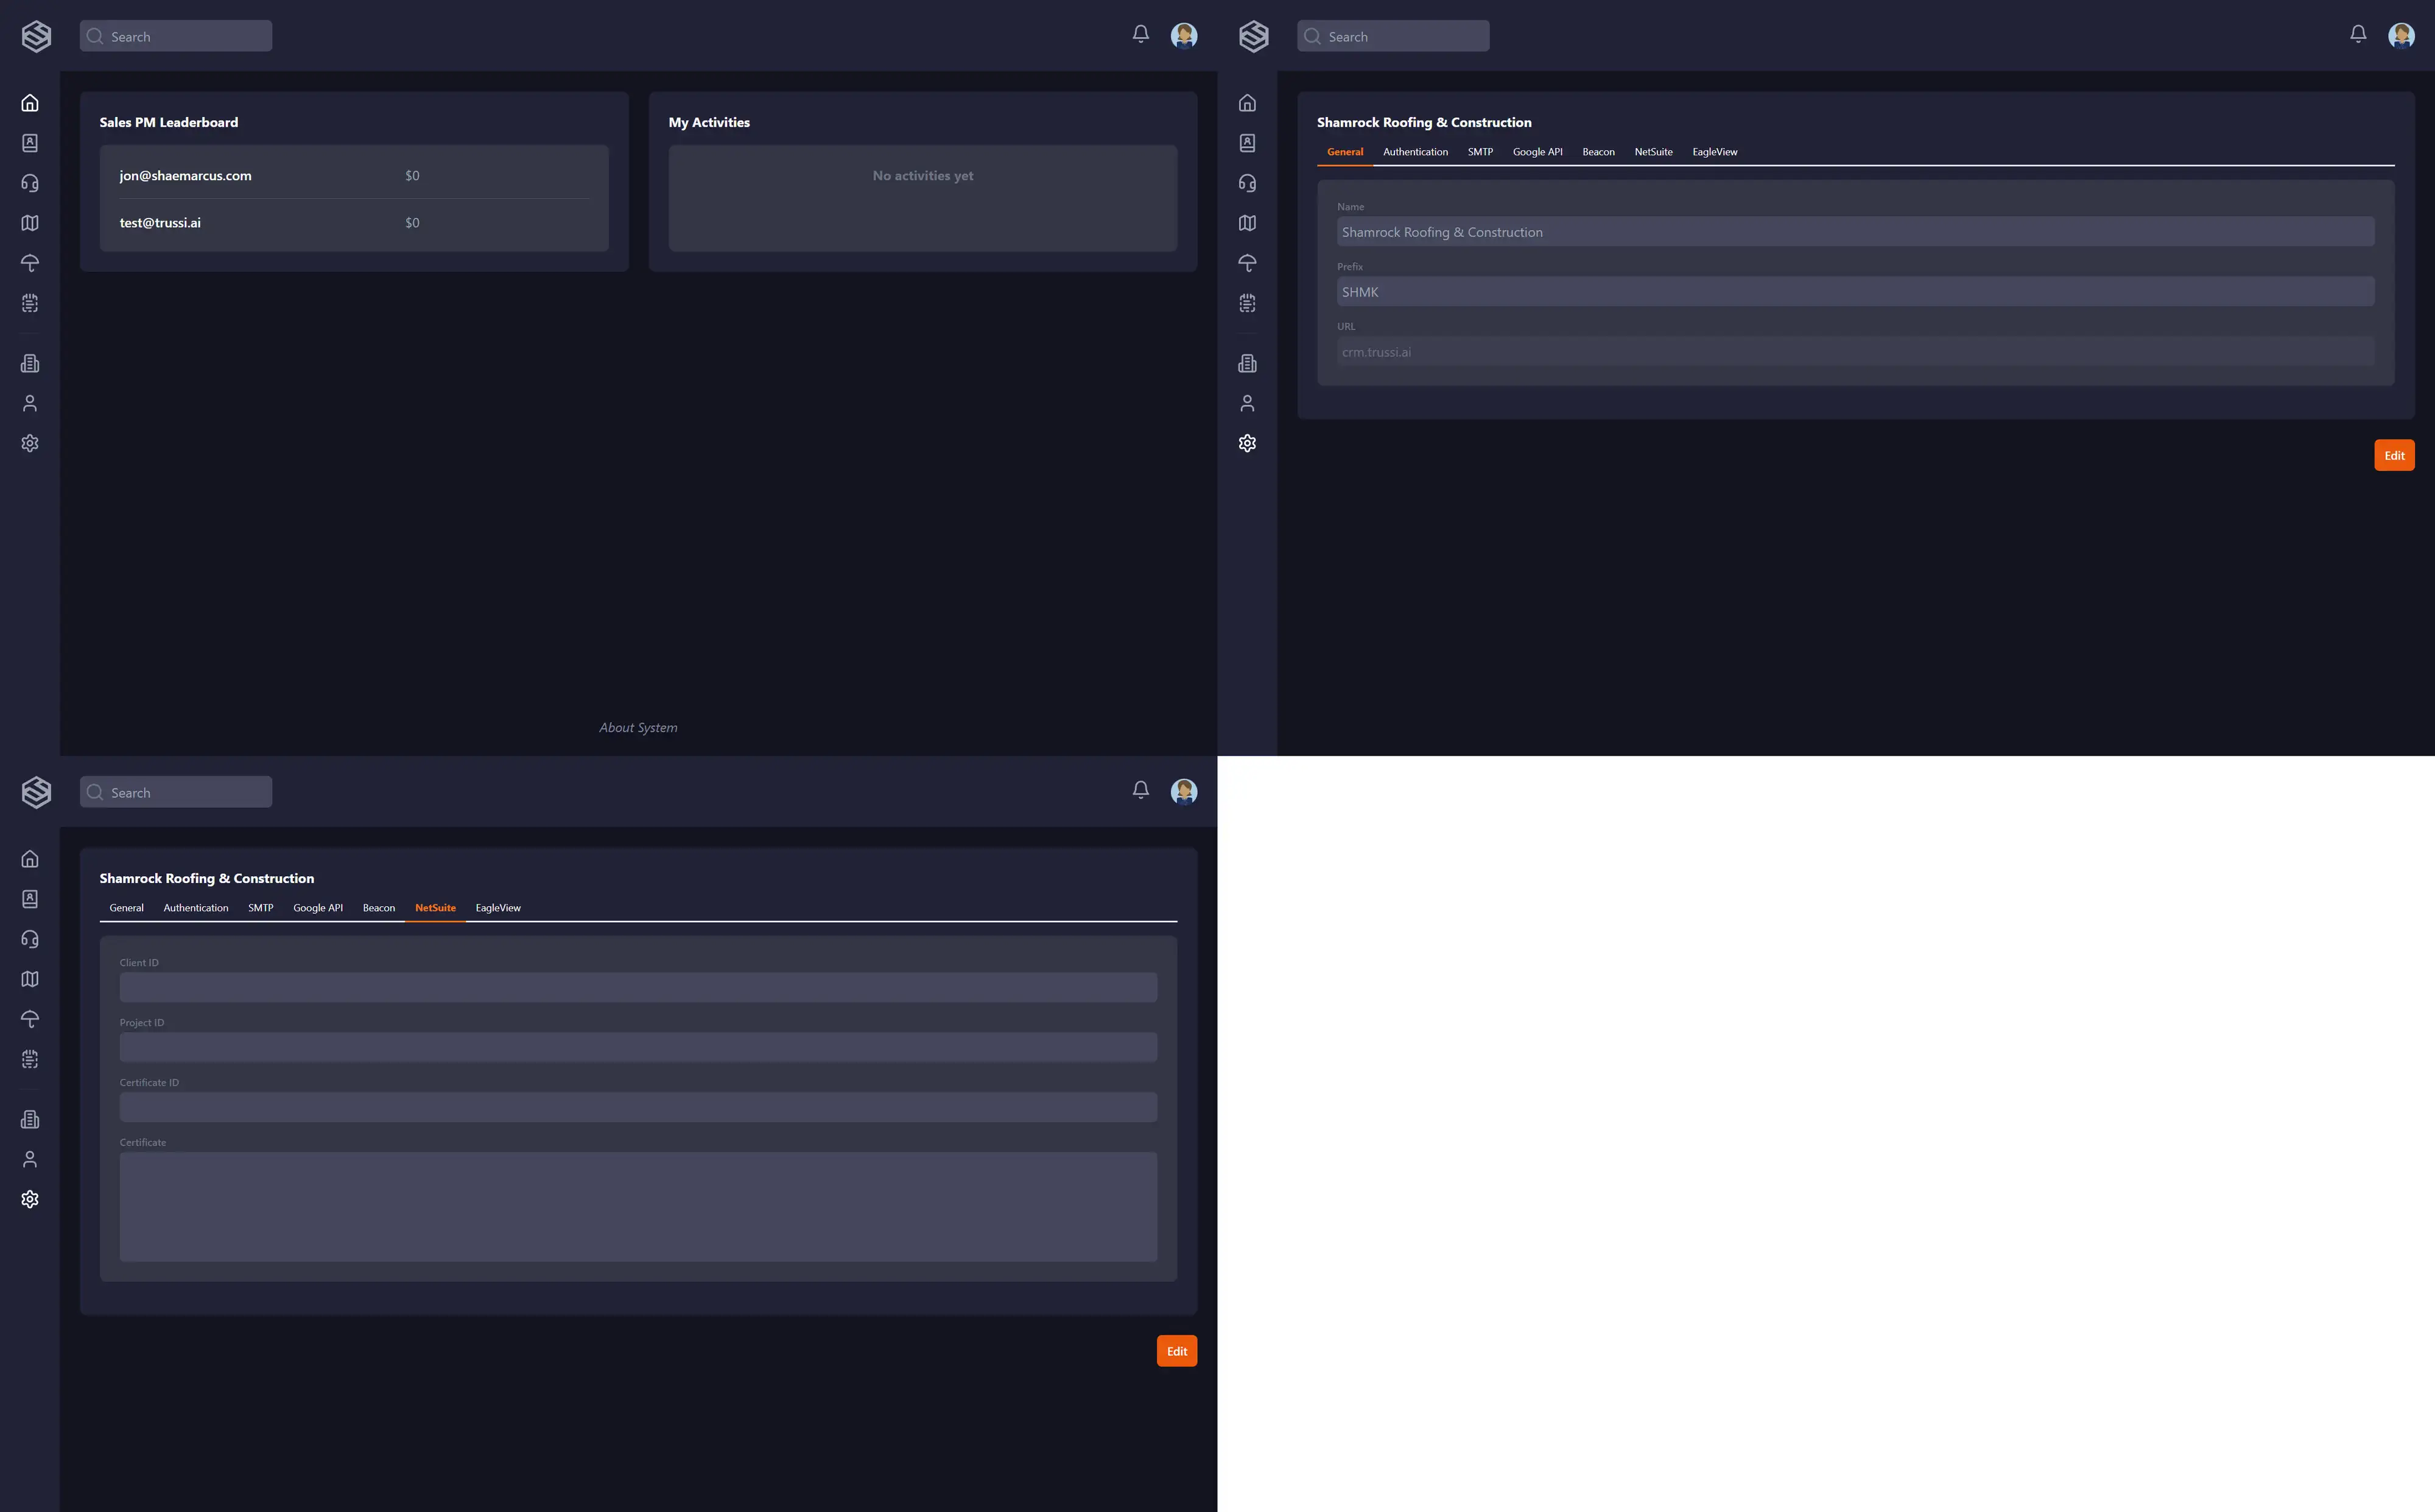 Search
Sales PM Leaderboard
jon@shaemarcus.com $0
test@trussi.ai $0
My Activities
No activities yet
About System
Search
Shamrock Roofing & Construction
General Authentication SMTP Google API Beacon NetSuite EagleView
Name
Shamrock Roofing & Construction
Prefix
SHMK
URL
crm.trussi.ai
Edit
Search
Shamrock Roofing & Construction
General Authentication SMTP Google API Beacon NetSuite EagleView
Client ID
Project ID
Certificate ID
Certificate
Edit